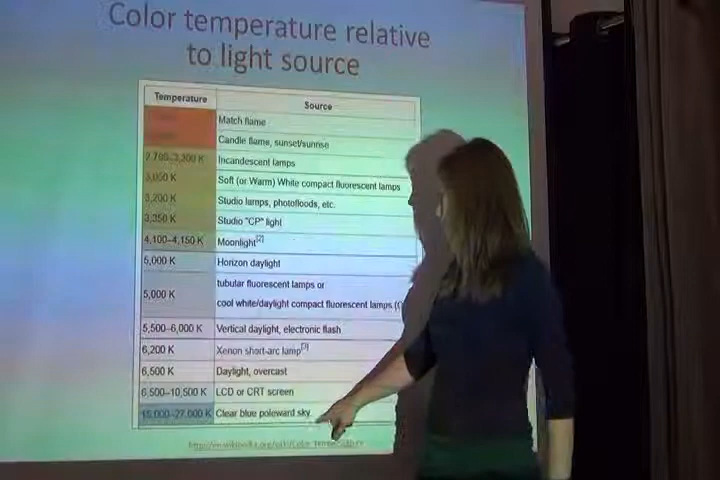 Color temperature relative
to light source
Temperature Source
Match flame
Candle flame, sunset/sunrise
2,700–3,300 K Incandescent lamps
3,000 K Soft (or Warm) White compact fluorescent lamps
3,200 K Studio lamps, photofloods, etc.
3,350 K Studio "CP" light
4,100–4,150 K Moonlight[2]
5,000 K Horizon daylight
5,000 K tubular fluorescent lamps or
cool white/daylight compact fluorescent lamps
5,500–6,000 K Vertical daylight, electronic flash
6,200 K Xenon short-arc lamp[3]
6,500 K Daylight, overcast
6,500–10,500 K LCD or CRT screen
15,000–27,000 K Clear blue poleward sky